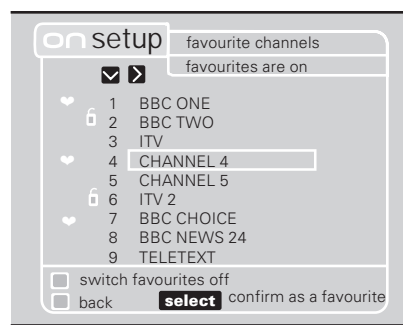 on setup favourite channels
favourites are on
1 BBC ONE
2 BBC TWO
3 ITV
4 CHANNEL 4
5 CHANNEL 5
6 ITV 2
7 BBC CHOICE
8 BBC NEWS 24
9 TELETEXT
switch favourites off
back select confirm as a favourite